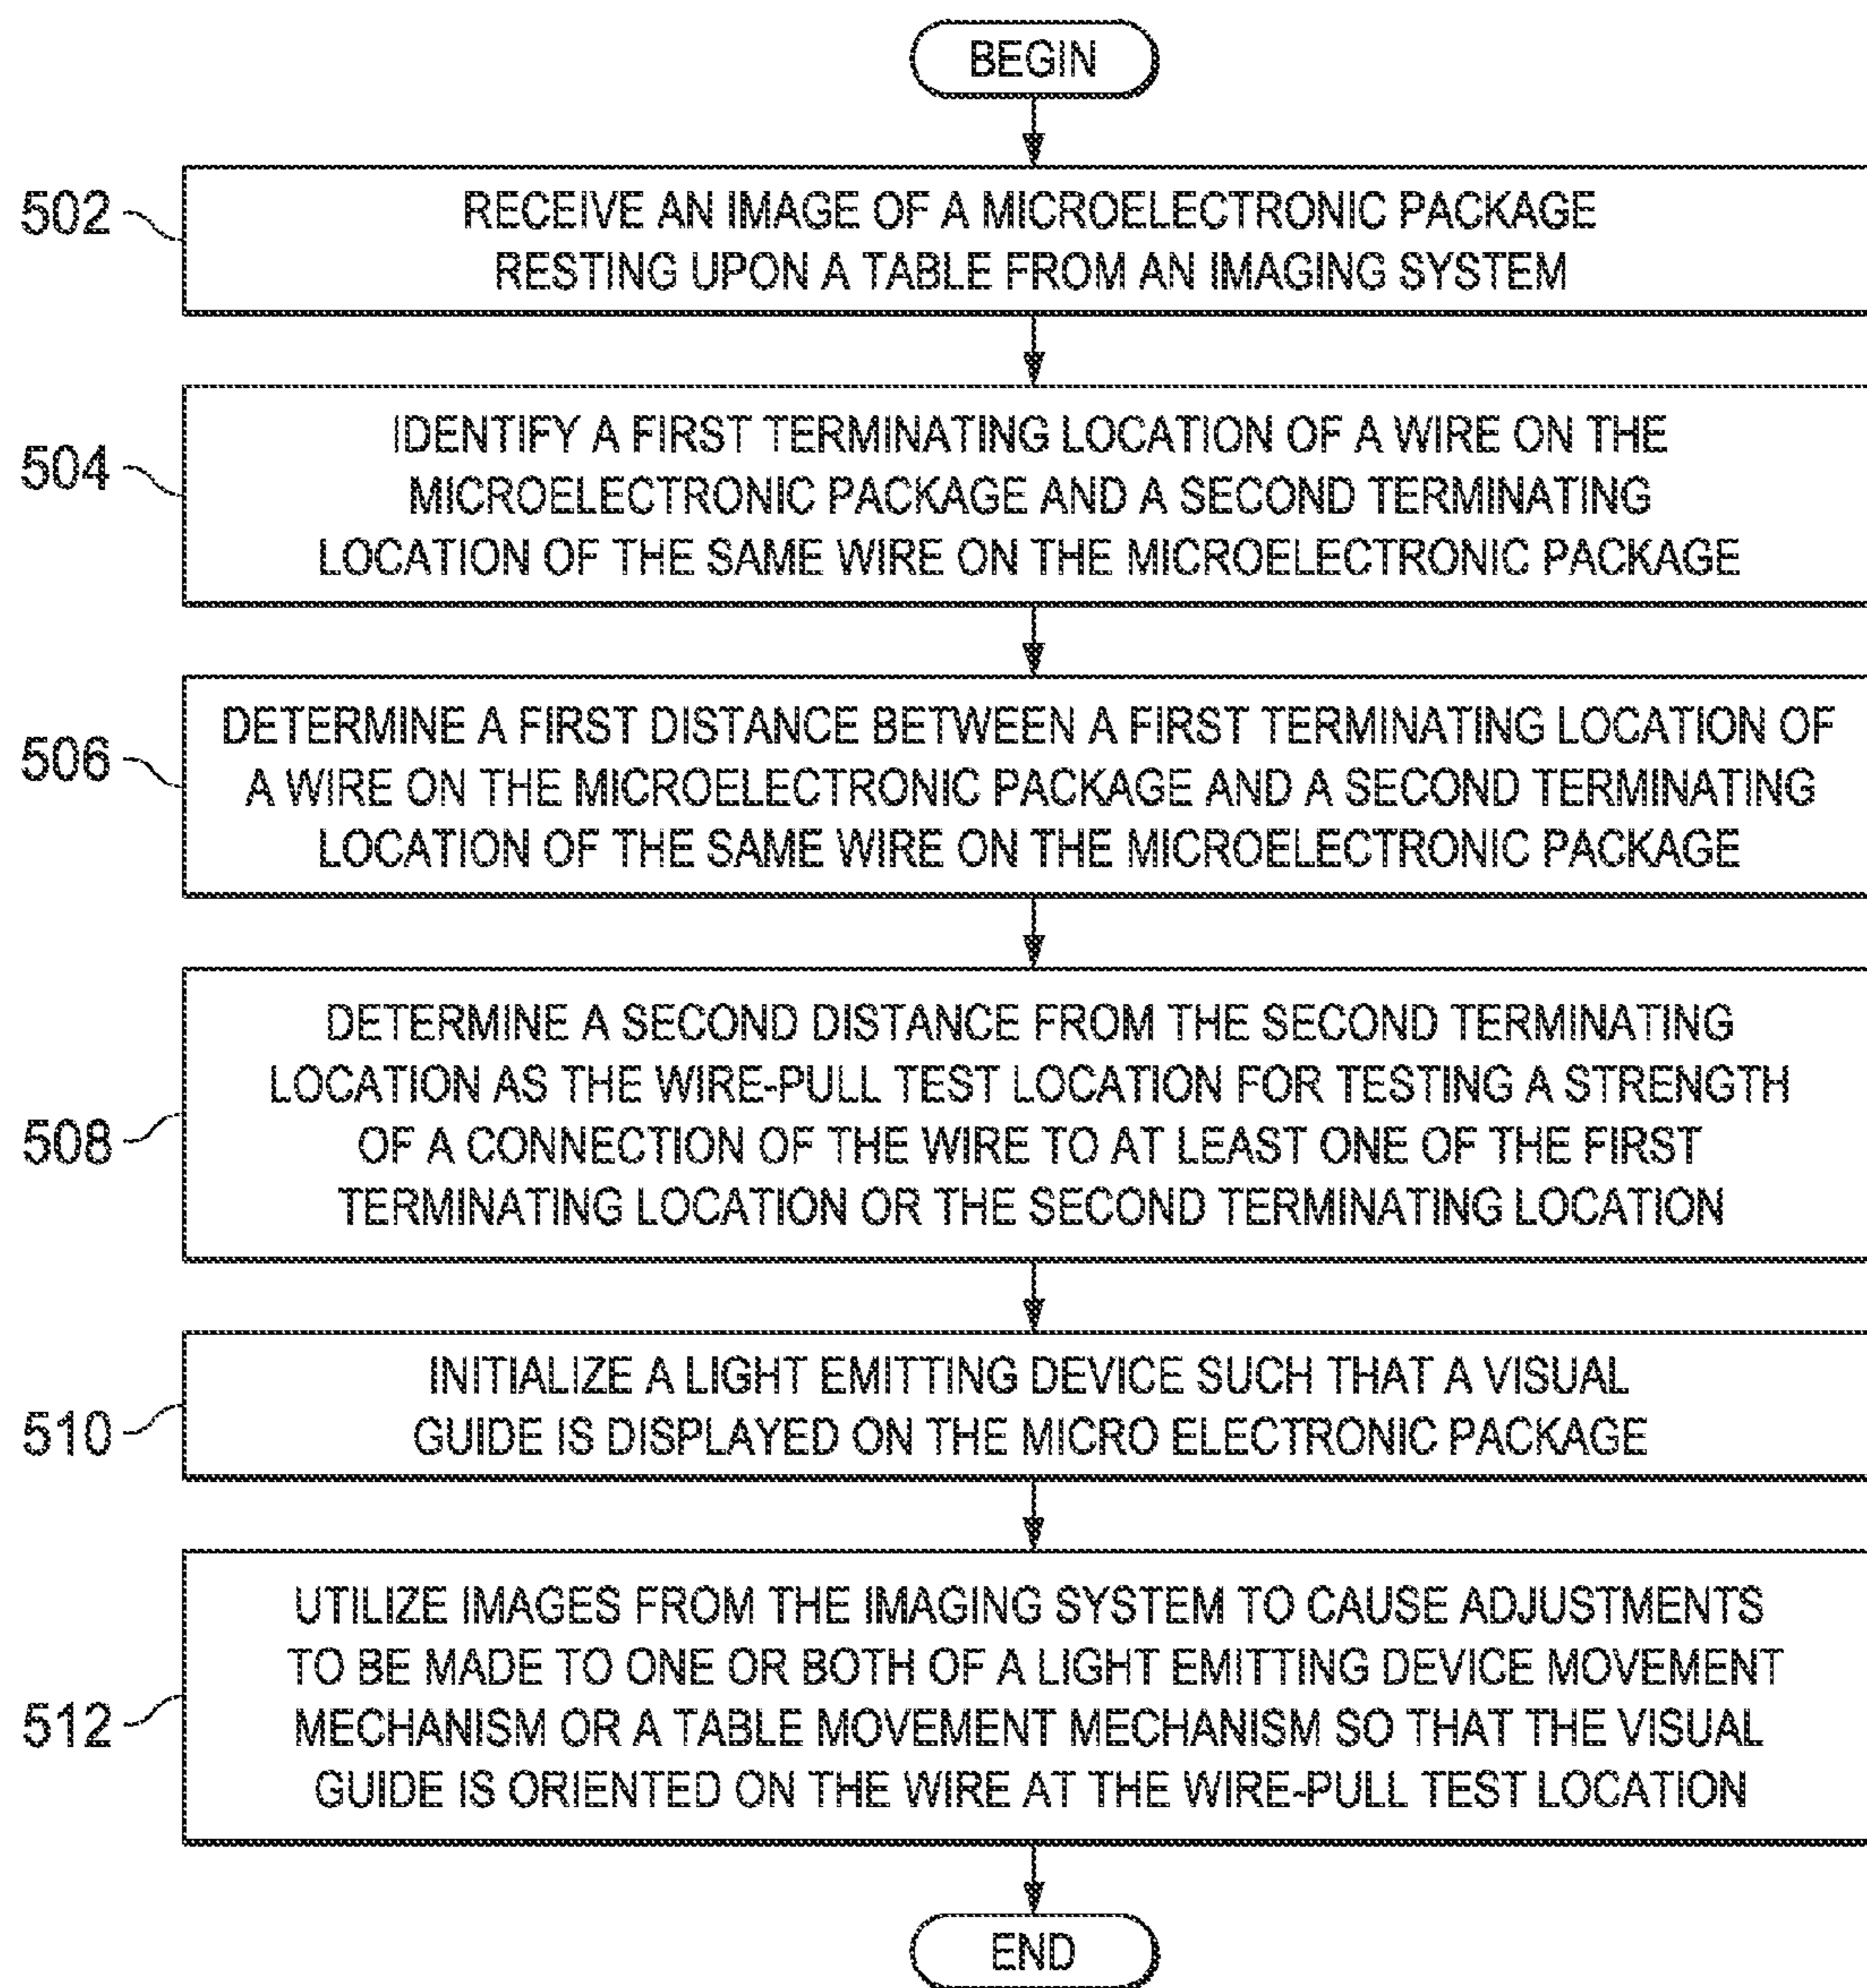 BEGIN
502
RECEIVE AN IMAGE OF A MICROELECTRONIC PACKAGE
RESTING UPON A TABLE FROM AN IMAGING SYSTEM
504
IDENTIFY A FIRST TERMINATING LOCATION OF A WIRE ON THE
MICROELECTRONIC PACKAGE AND A SECOND TERMINATING
LOCATION OF THE SAME WIRE ON THE MICROELECTRONIC PACKAGE
506
DETERMINE A FIRST DISTANCE BETWEEN A FIRST TERMINATING LOCATION OF
A WIRE ON THE MICROELECTRONIC PACKAGE AND A SECOND TERMINATING
LOCATION OF THE SAME WIRE ON THE MICROELECTRONIC PACKAGE
508
DETERMINE A SECOND DISTANCE FROM THE SECOND TERMINATING
LOCATION AS THE WIRE-PULL TEST LOCATION FOR TESTING A STRENGTH
OF A CONNECTION OF THE WIRE TO AT LEAST ONE OF THE FIRST
TERMINATING LOCATION OR THE SECOND TERMINATING LOCATION
510
INITIALIZE A LIGHT EMITTING DEVICE SUCH THAT A VISUAL
GUIDE IS DISPLAYED ON THE MICRO ELECTRONIC PACKAGE
512
UTILIZE IMAGES FROM THE IMAGING SYSTEM TO CAUSE ADJUSTMENTS
TO BE MADE TO ONE OR BOTH OF A LIGHT EMITTING DEVICE MOVEMENT
MECHANISM OR A TABLE MOVEMENT MECHANISM SO THAT THE VISUAL
GUIDE IS ORIENTED ON THE WIRE AT THE WIRE-PULL TEST LOCATION
END